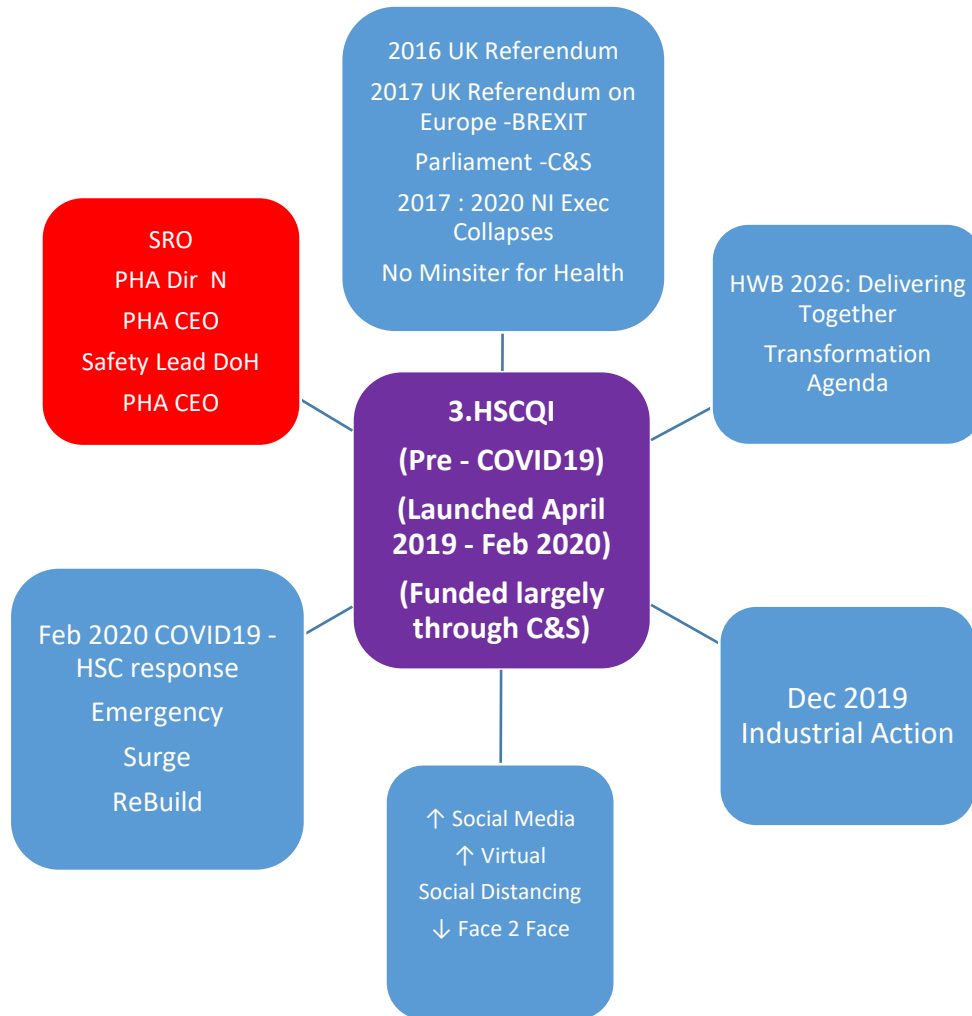 2016 UK Referendum
2017 UK Referendum on
Europe -BREXIT
Parliament -C&S
2017 : 2020 NI Exec
Collapses
No Minsiter for Health
SRO
PHA Dir N
PHA CEO
Safety Lead DoH
PHA CEO
HWB 2026: Delivering
Together
Transformation
Agenda
3.HSCQI
(Pre - COVID19)
(Launched April
2019 - Feb 2020)
(Funded largely
through C&S)
Feb 2020 COVID19 -
HSC response
Emergency
Surge
ReBuild
Dec 2019
Industrial Action
↑ Social Media
↑ Virtual
Social Distancing
↓ Face 2 Face